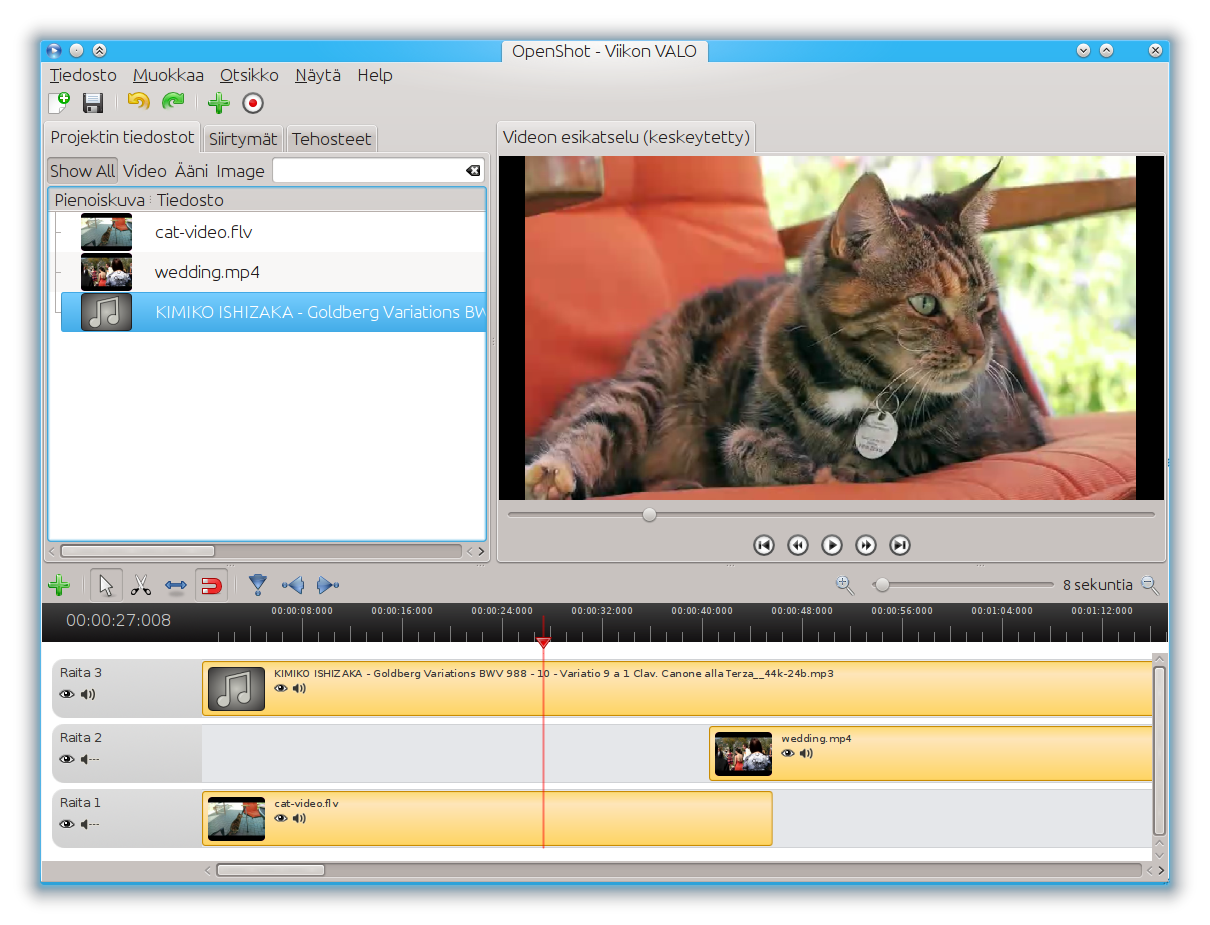 OpenShot - Viikon VALO
Tiedosto Muokkaa Otsikko Näytä Help
Projektin tiedostot Siirtymät Tehosteet
Show All Video Ääni Image
Pienoiskuva Tiedosto
cat-video.flv
wedding.mp4
KIMIKO ISHIZAKA - Goldberg Variations BW
Videon esikatselu (keskeytetty)
8 sekuntia
00:00:27:008
00:00:08:000 00:00:16:000 00:00:24:000 00:00:32:000 00:00:40:000 00:00:48:000 00:00:56:000 00:01:04:000 00:01:12:000
Raita 3
KIMIKO ISHIZAKA - Goldberg Variations BWV 988 - 10 - Variatio 9 a 1 Clav. Canone alla Terza__44k-24b.mp3
Raita 2
wedding.mp4
Raita 1
cat-video.flv